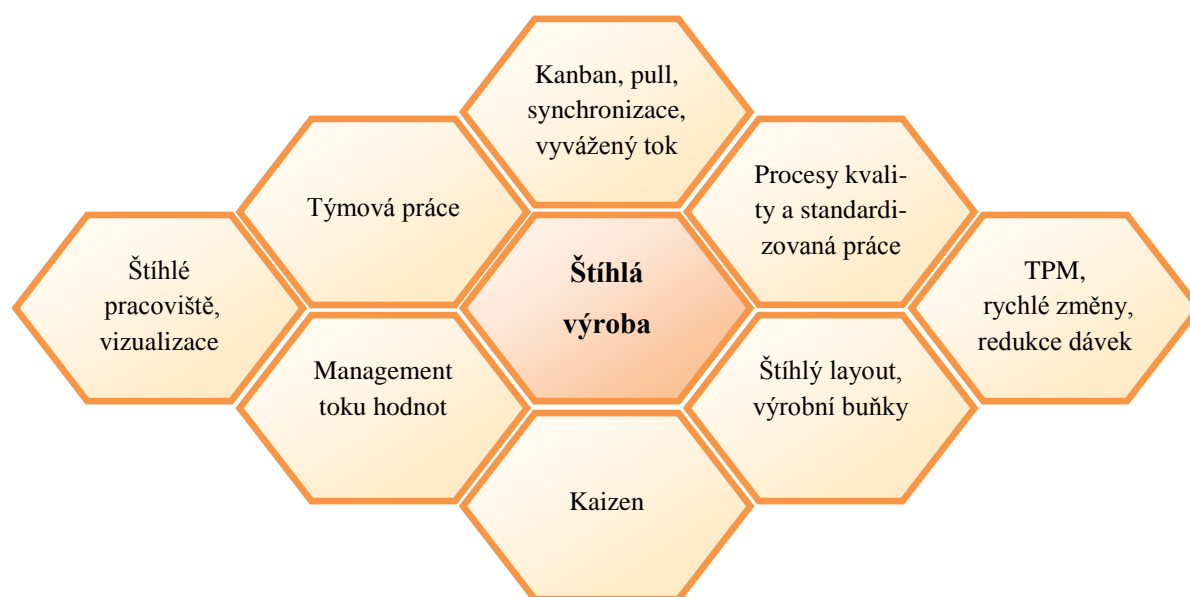 Kanban, pull,
synchronizace,
vyvážený tok
Týmová práce
Procesy kvali-
ty a standardi-
zovaná práce
Štíhlé
pracoviště,
vizualizace
Štíhlá
výroba
TPM,
rychlé změny,
redukce dávek
Management
toku hodnot
Štíhlý layout,
výrobní buňky
Kaizen